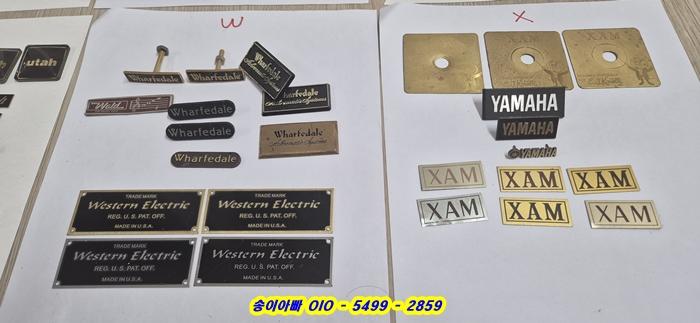 W
X
utah
Wharfedale
Wharfedale
Wharfedale
Wharfedale
Wharfedale
Wharfedale
Wharfedale
TRADE MARK
Western Electric
REG. U. S. PAT. OFF.
MADE IN U.S.A.
TRADE MARK
Western Electric
REG. U. S. PAT. OFF.
MADE IN U.S.A.
TRADE MARK
Western Electric
REG. U. S. PAT. OFF.
MADE IN U.S.A.
TRADE MARK
Western Electric
REG. U. S. PAT. OFF.
MADE IN U.S.A.
XAM
XAM
YAMAHA
YAMAHA
YAMAHA
XAM
XAM
XAM
XAM
XAM
XAM
송이아빠 010 - 5499 - 2859